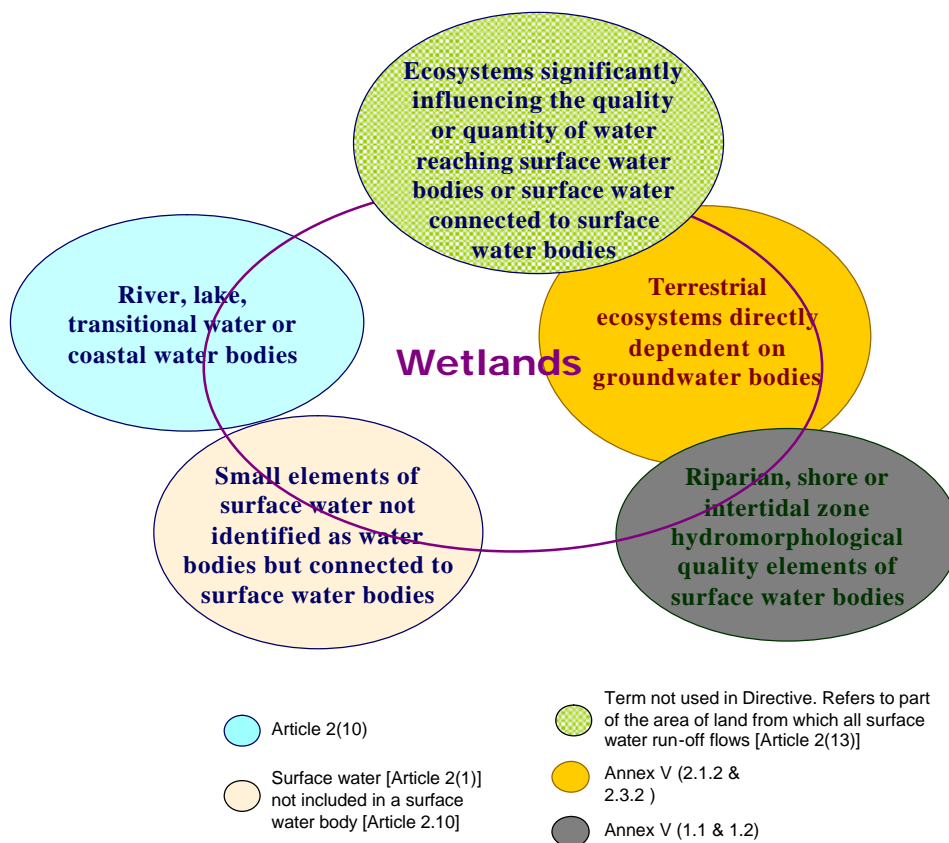 Ecosystems significantly
influencing the quality
or quantity of water
reaching surface water
bodies or surface water
connected to surface
water bodies
River, lake,
transitional water or
coastal water bodies
Wetlands
Terrestrial
ecosystems directly
dependent on
groundwater bodies
Small elements of
surface water not
identified as water
bodies but connected to
surface water bodies
Riparian, shore or
intertidal zone
hydromorphological
quality elements of
surface water bodies
Article 2(10)
Surface water [Article 2(1)]
not included in a surface
water body [Article 2.10]
Term not used in Directive. Refers to part
of the area of land from which all surface
water run-off flows [Article 2(13)]
Annex V (2.1.2 &
2.3.2 )
Annex V (1.1 & 1.2)